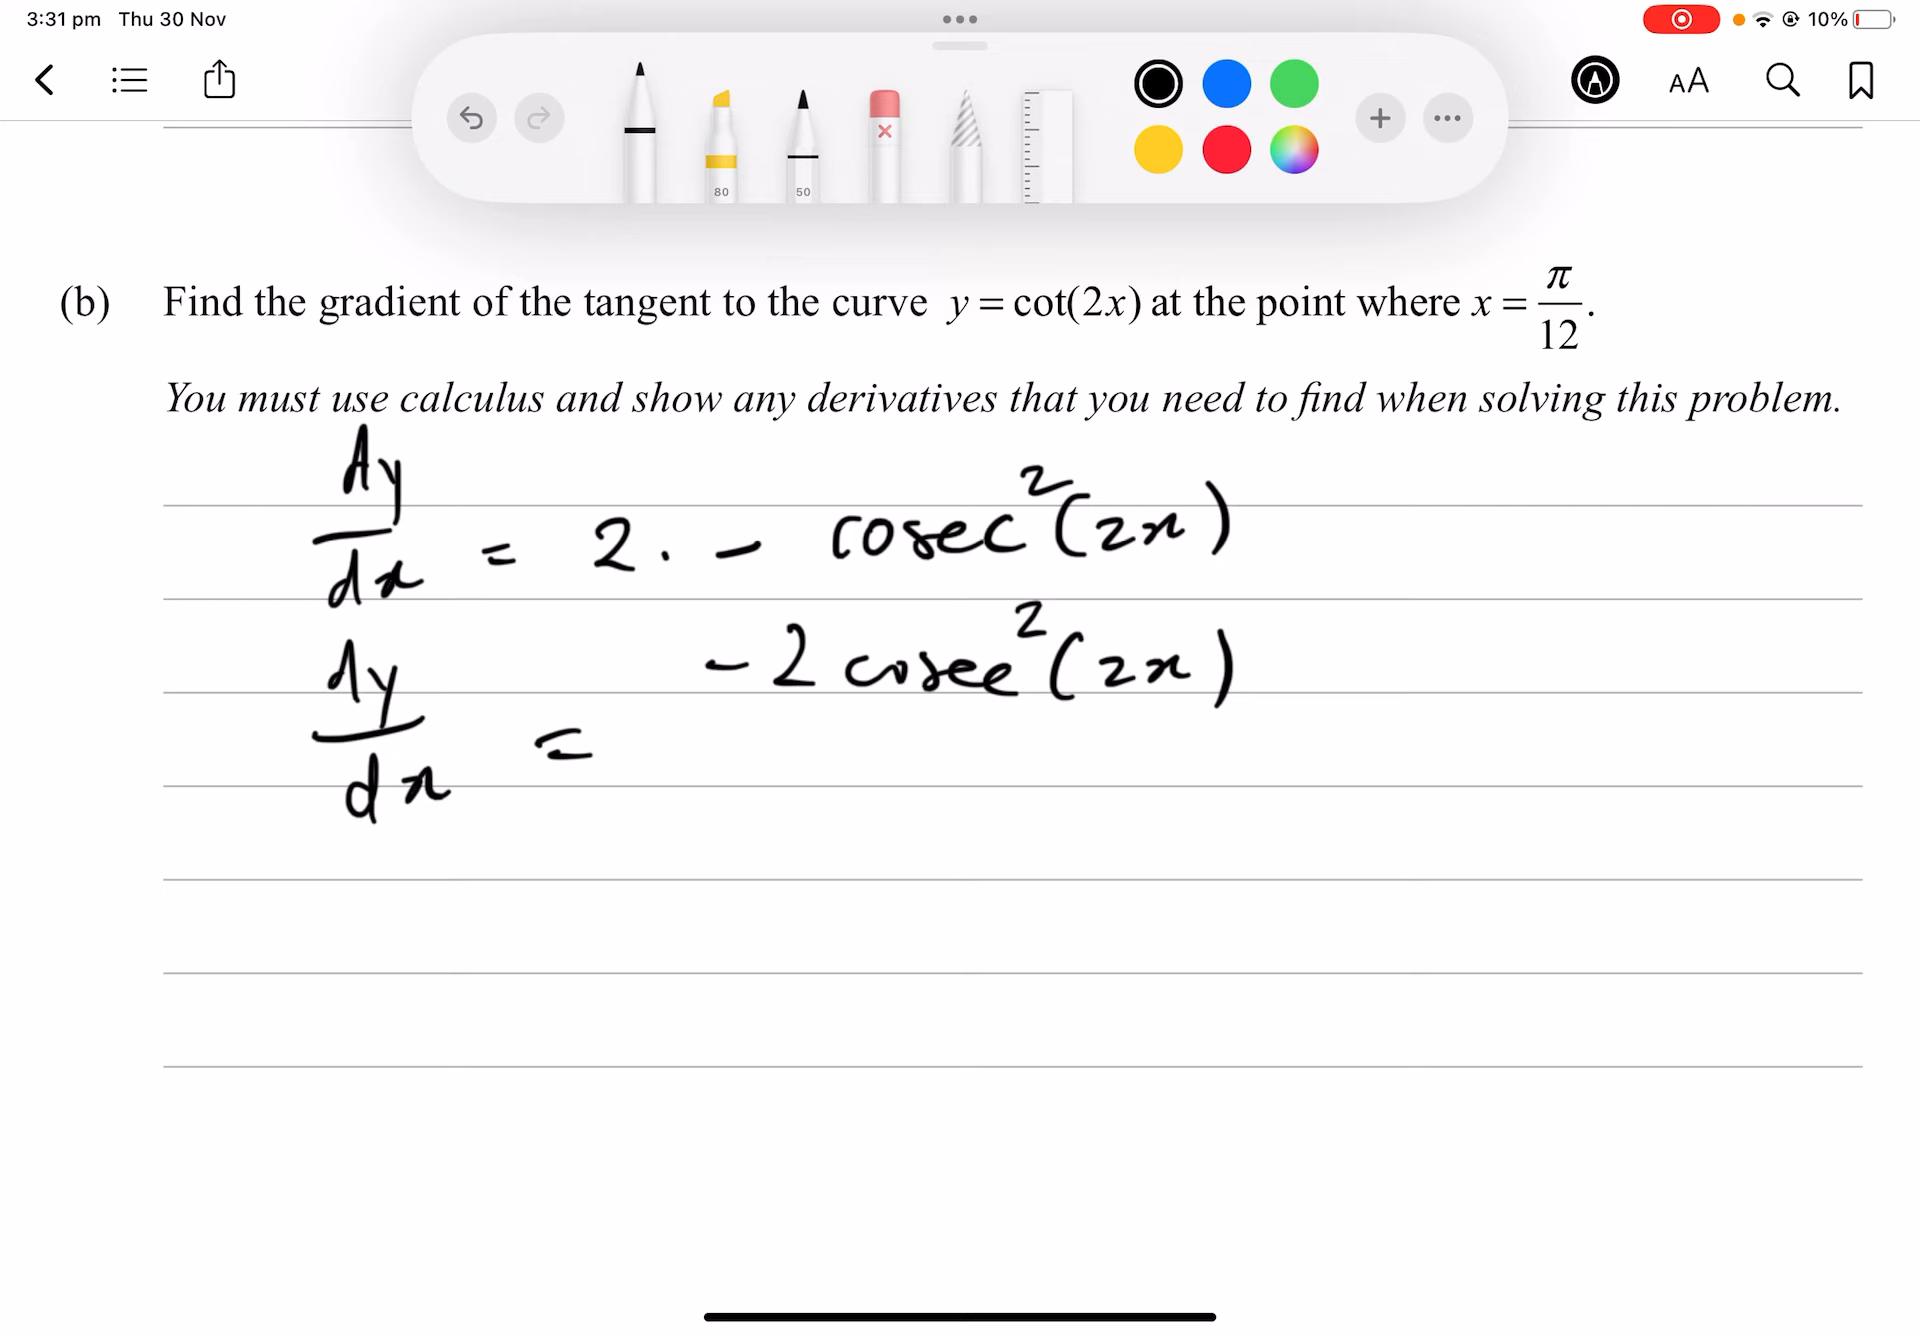 3:31 pm Thu 30 Nov
10%
AA
80 50
(b) Find the gradient of the tangent to the curve y = cot(2x) at the point where x = π/12.
You must use calculus and show any derivatives that you need to find when solving this problem.
dy/dx = 2 . - cosec²(2x)
dy/dx = -2 cosec²(2x)